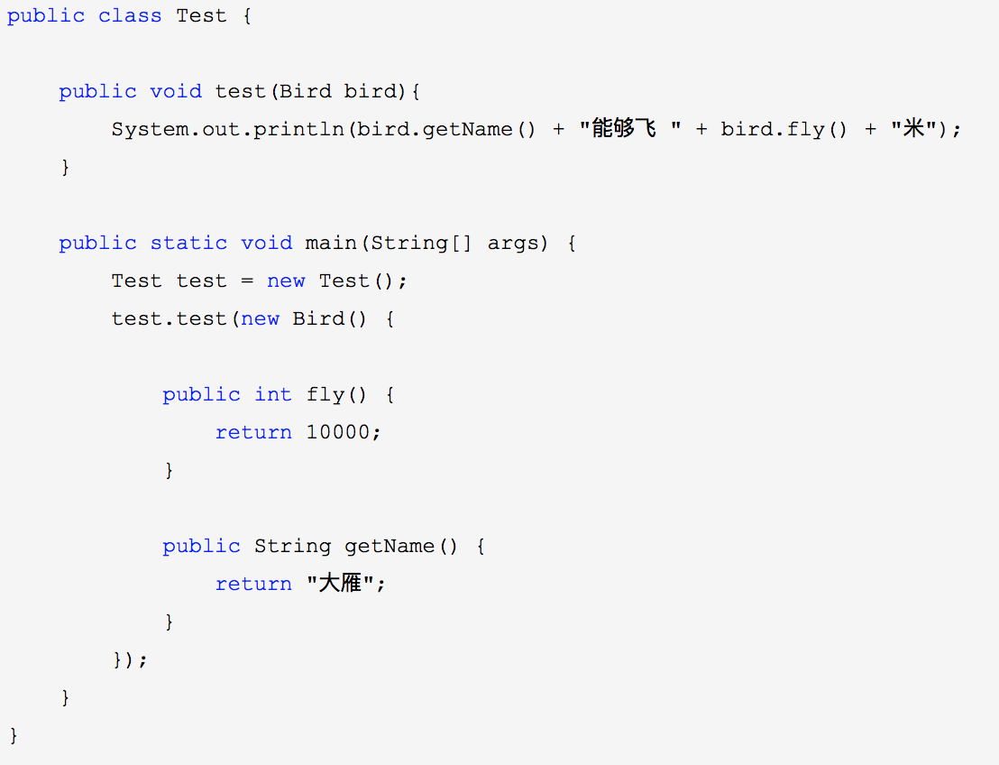 public class Test {
    public void test(Bird bird){
        System.out.println(bird.getName() + "能够飞 " + bird.fly() + "米");
    }
    public static void main(String[] args) {
        Test test = new Test();
        test.test(new Bird() {
            public int fly() {
                return 10000;
            }
            public String getName() {
                return "大雁";
            }
        });
    }
}